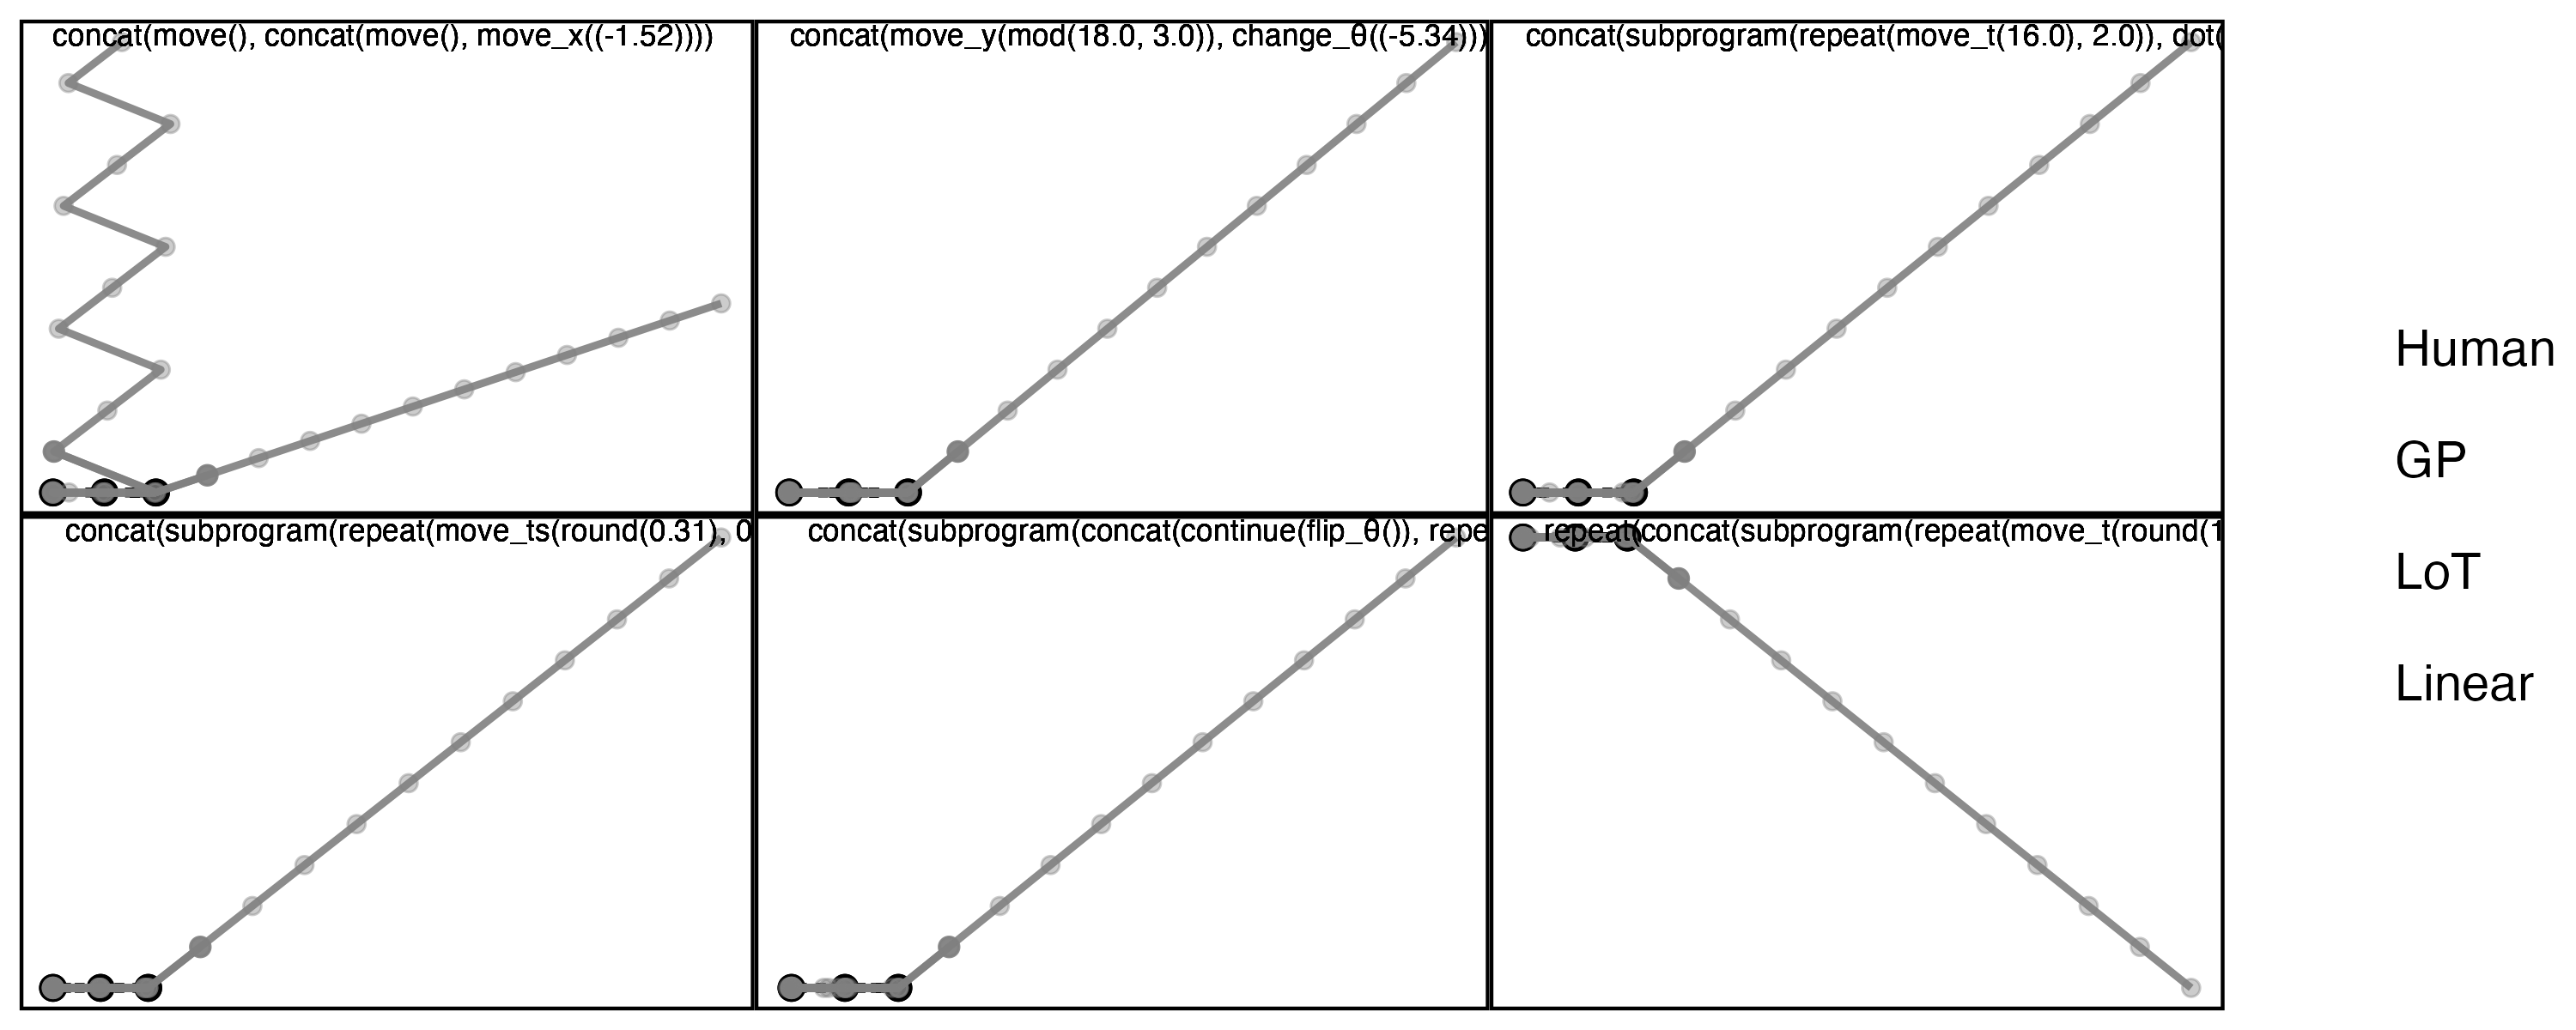 concat(move(), concat(move(), move_x((-1.52))))
concat(move_y(mod(18.0, 3.0)), change_θ((-5.34)))
concat(subprogram(repeat(move_t(16.0), 2.0)), dot(
concat(subprogram(repeat(move_ts(round(0.31), 0
concat(subprogram(concat(continue(flip_θ()), repe
repeat(concat(subprogram(repeat(move_t(round(1
Human
GP
LoT
Linear